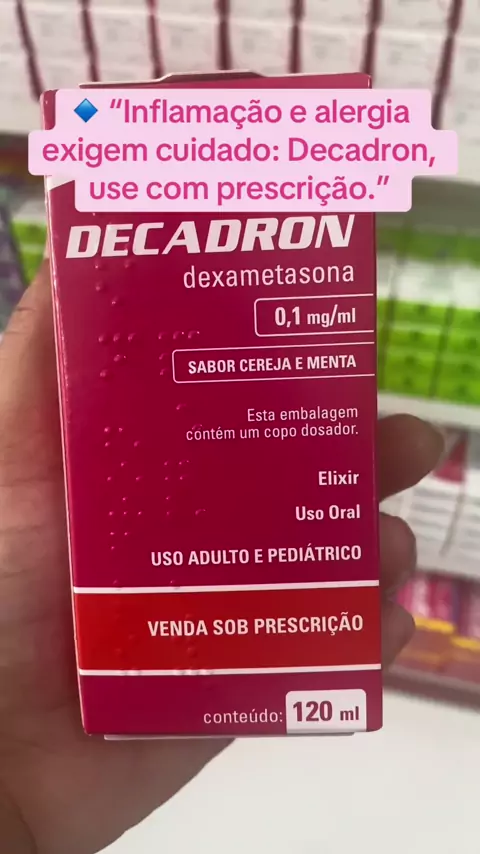 🔹 “Inflamação e alergia
exigem cuidado: Decadron,
use com prescrição.”
DECADRON
dexametasona
0,1 mg/ml
SABOR CEREJA E MENTA
Esta embalagem
contém um copo dosador.
Elixir
Uso Oral
USO ADULTO E PEDIÁTRICO
VENDA SOB PRESCRIÇÃO
conteúdo: 120 ml